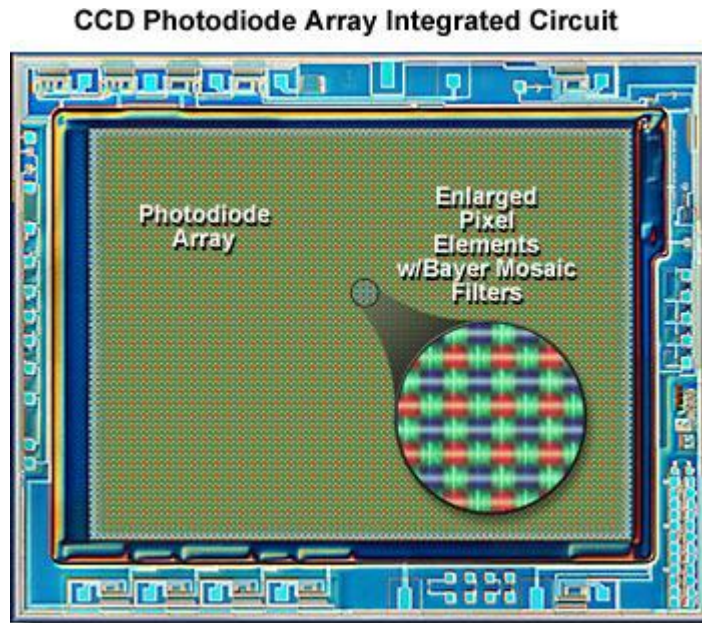 CCD Photodiode Array Integrated Circuit
Photodiode
Array
Enlarged
Pixel
Elements
w/Bayer Mosaic
Filters